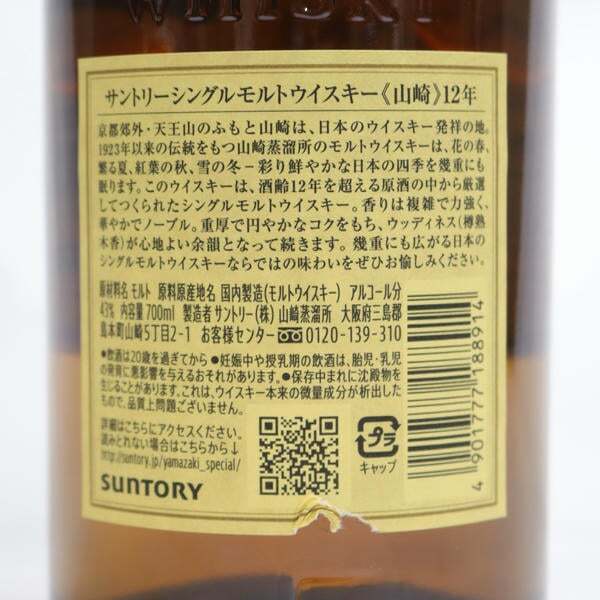 WHISKY
サントリーシングルモルトウイスキー《山崎》12年
京都郊外・天王山のふもと山崎は、日本のウイスキー発祥の地。
1923年以来の伝統をもつ山崎蒸溜所のモルトウイスキーは、花の春、
繁る夏、紅葉の秋、雪の冬－彩り鮮やかな日本の四季を幾重にも
眠ります。このウイスキーは、酒齢12年を超える原酒の中から厳選
してつくられたシングルモルトウイスキー。香りは複雑で力強く、
華やかでノーブル。重厚で円やかなコクをもち、ウッディネス(樽熟
木香)が心地よい余韻となって続きます。幾重にも広がる日本の
シングルモルトウイスキーならではの味わいをぜひお愉しみください。
原材料名 モルト 原料原産地名 国内製造(モルトウイスキー) アルコール分
43% 内容量 700ml 製造者 サントリー(株) 山崎蒸溜所 大阪府三島郡
島本町山崎5丁目2-1 お客様センター 0120-139-310
●飲酒は20歳を過ぎてから ●妊娠中や授乳期の飲酒は、胎児・乳児
の発育に悪影響を与えるおそれがあります。●保存中まれに沈殿物を
生じることがあります。これは、ウイスキー本来の微量成分が析出した
もので、品質上問題ございません。
詳細はこちらにアクセスください。
読みとれない場合はこちらから
http://suntory.jp/yamazaki_special/
SUNTORY
プラ
キャップ
4 901777 188914